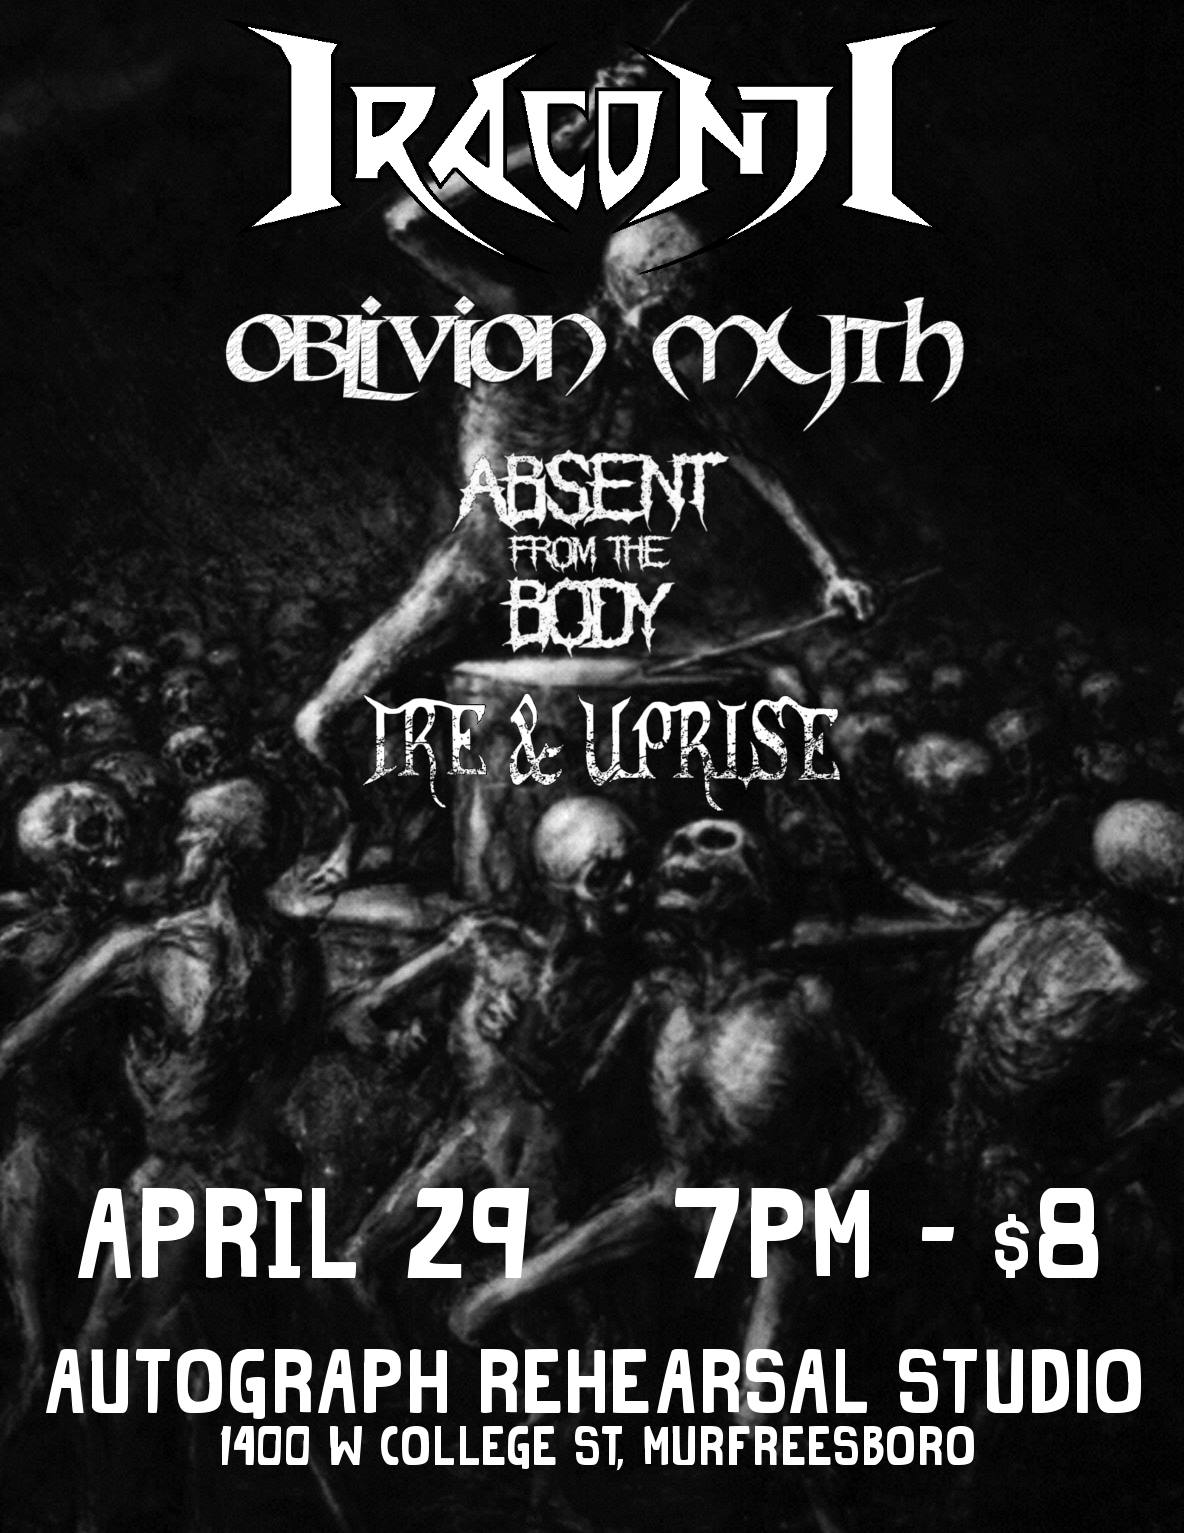 IRACONJI
OBLIVION MYTH
ABSENT
FROM THE
BODY
IRE & UPRISE
APRIL 29 7PM - $8
AUTOGRAPH REHEARSAL STUDIO
1400 W COLLEGE ST, MURFREESBORO